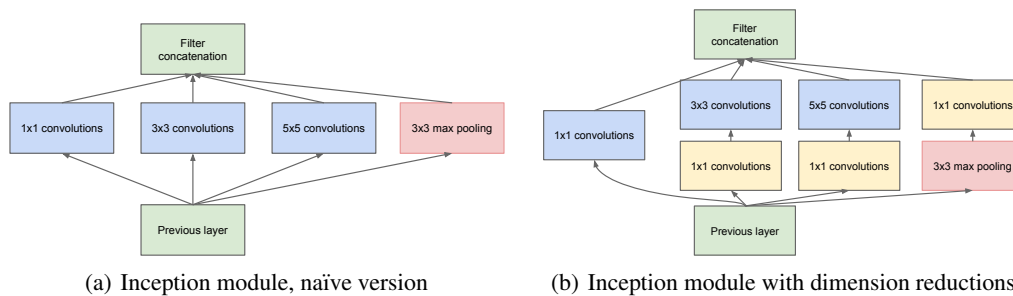 Filter
concatenation
1x1 convolutions
3x3 convolutions
5x5 convolutions
3x3 max pooling
Previous layer
(a) Inception module, naïve version
Filter
concatenation
3x3 convolutions
5x5 convolutions
1x1 convolutions
1x1 convolutions
1x1 convolutions
1x1 convolutions
3x3 max pooling
Previous layer
(b) Inception module with dimension reductions